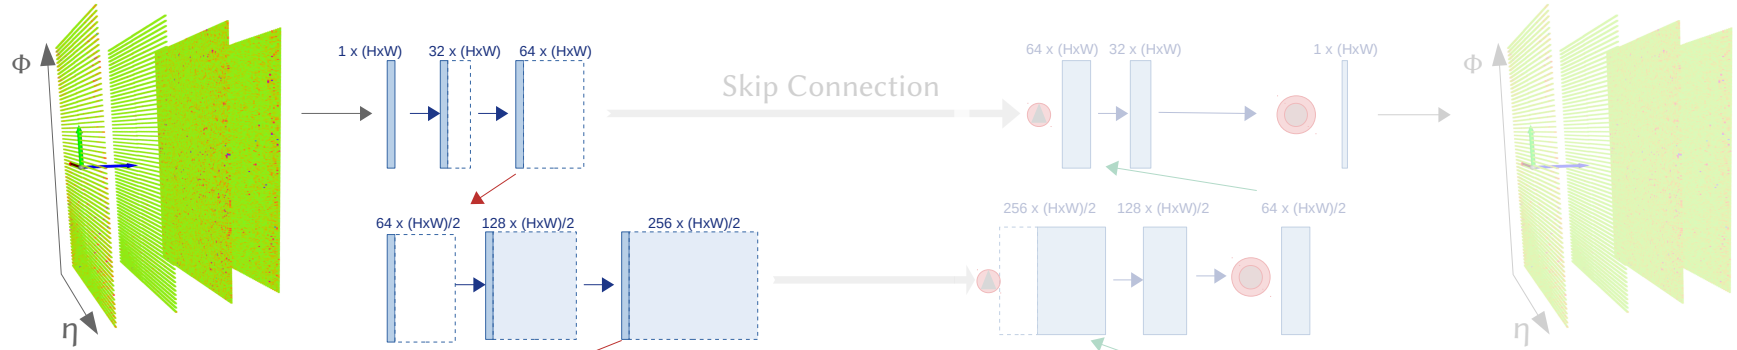 Φ
η
1 x (HxW) 32 x (HxW) 64 x (HxW)
Skip Connection
64 x (HxW) 32 x (HxW) 1 x (HxW)
64 x (HxW)/2 128 x (HxW)/2 256 x (HxW)/2
256 x (HxW)/2 128 x (HxW)/2 64 x (HxW)/2
Φ
η